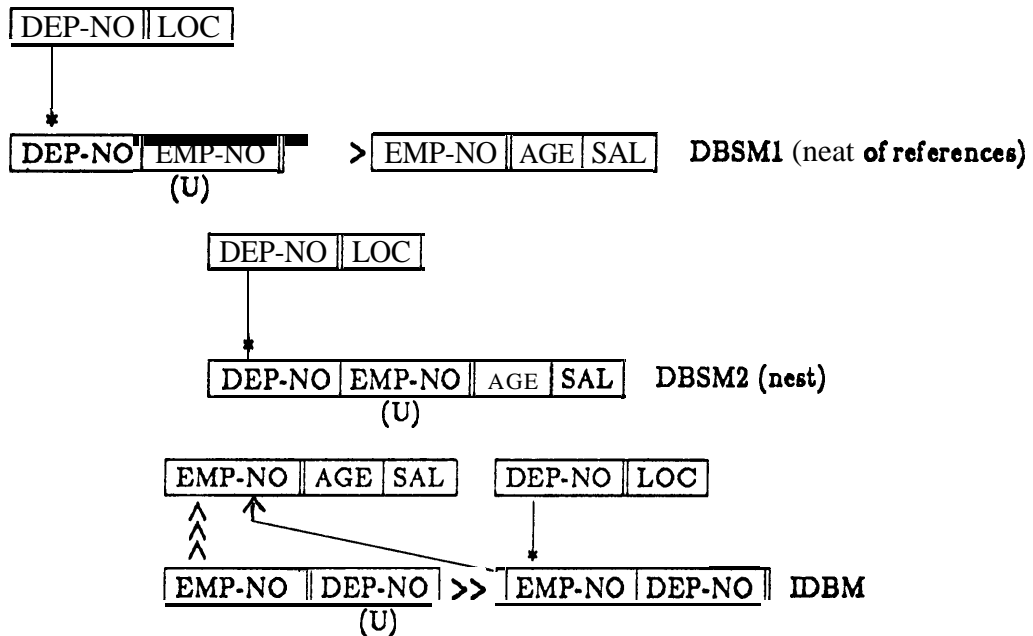 DEP-NO LOC
*
DEP-NO EMP-NO > EMP-NO AGE SAL DBSM1 (neat of references)
(U)
DEP-NO LOC
*
DEP-NO EMP-NO AGE SAL DBSM2 (nest)
(U)
EMP-NO AGE SAL DEP-NO LOC
*
EMP-NO DEP-NO >> EMP-NO DEP-NO IDBM
(U)